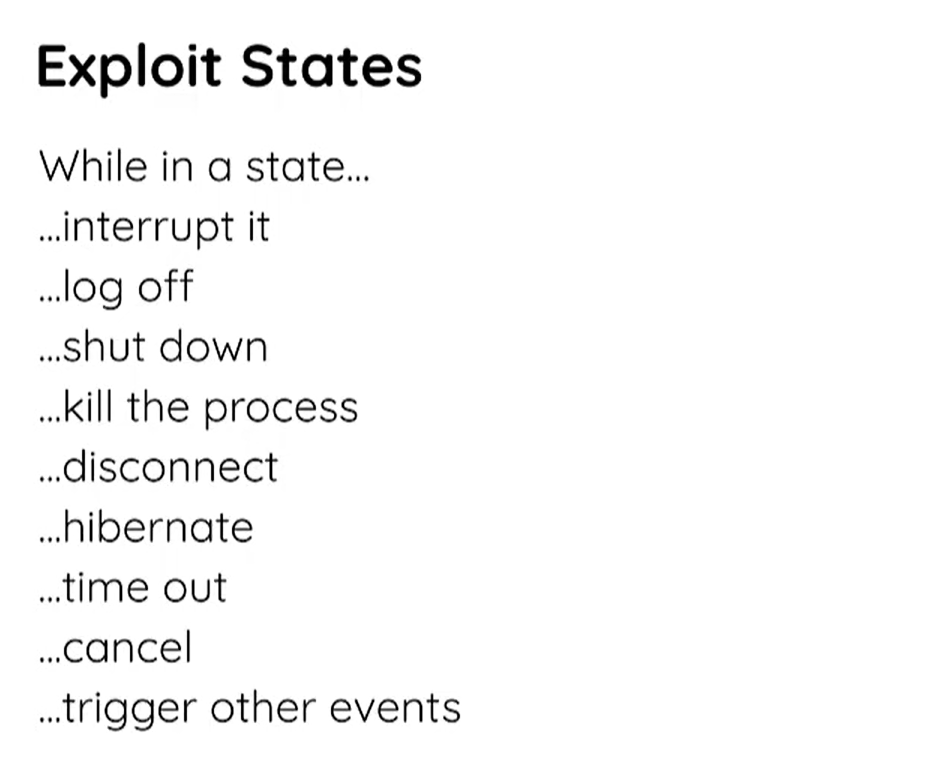 Exploit States
While in a state...
...interrupt it
...log off
...shut down
...kill the process
...disconnect
...hibernate
...time out
...cancel
...trigger other events